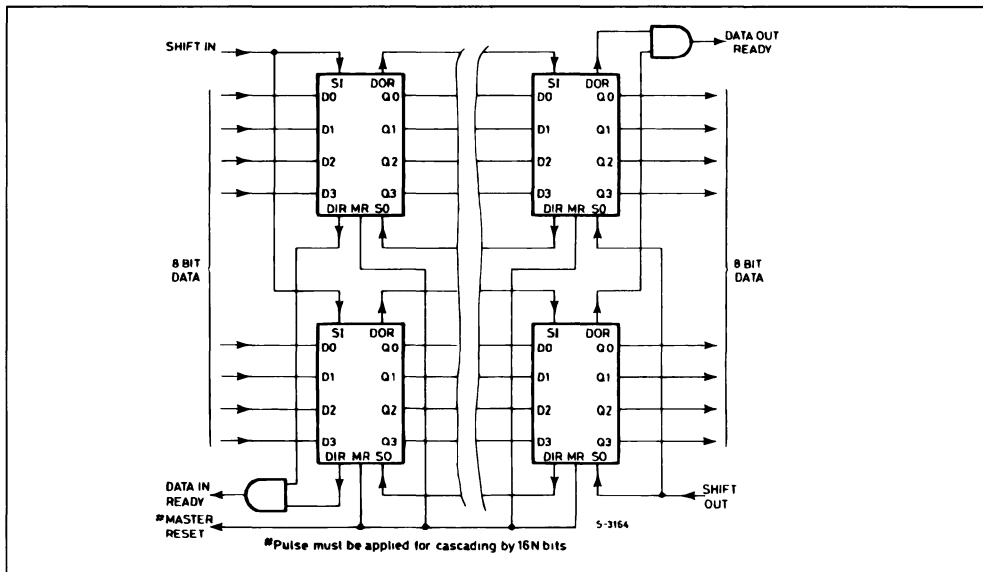 SHIFT IN
DATA OUT
READY
SI DOR
SI DOR
D0 Q0
D0 Q0
D1 Q1
D1 Q1
D2 Q2
D2 Q2
D3 Q3
D3 Q3
DIR MR SO
DIR MR SO
8 BIT
DATA
8 BIT
DATA
SI DOR
SI DOR
D0 Q0
D0 Q0
D1 Q1
D1 Q1
D2 Q2
D2 Q2
D3 Q3
D3 Q3
DIR MR SO
DIR MR SO
DATA IN
READY
SHIFT
OUT
#MASTER
RESET
S-3164
#Pulse must be applied for cascading by 16N bits